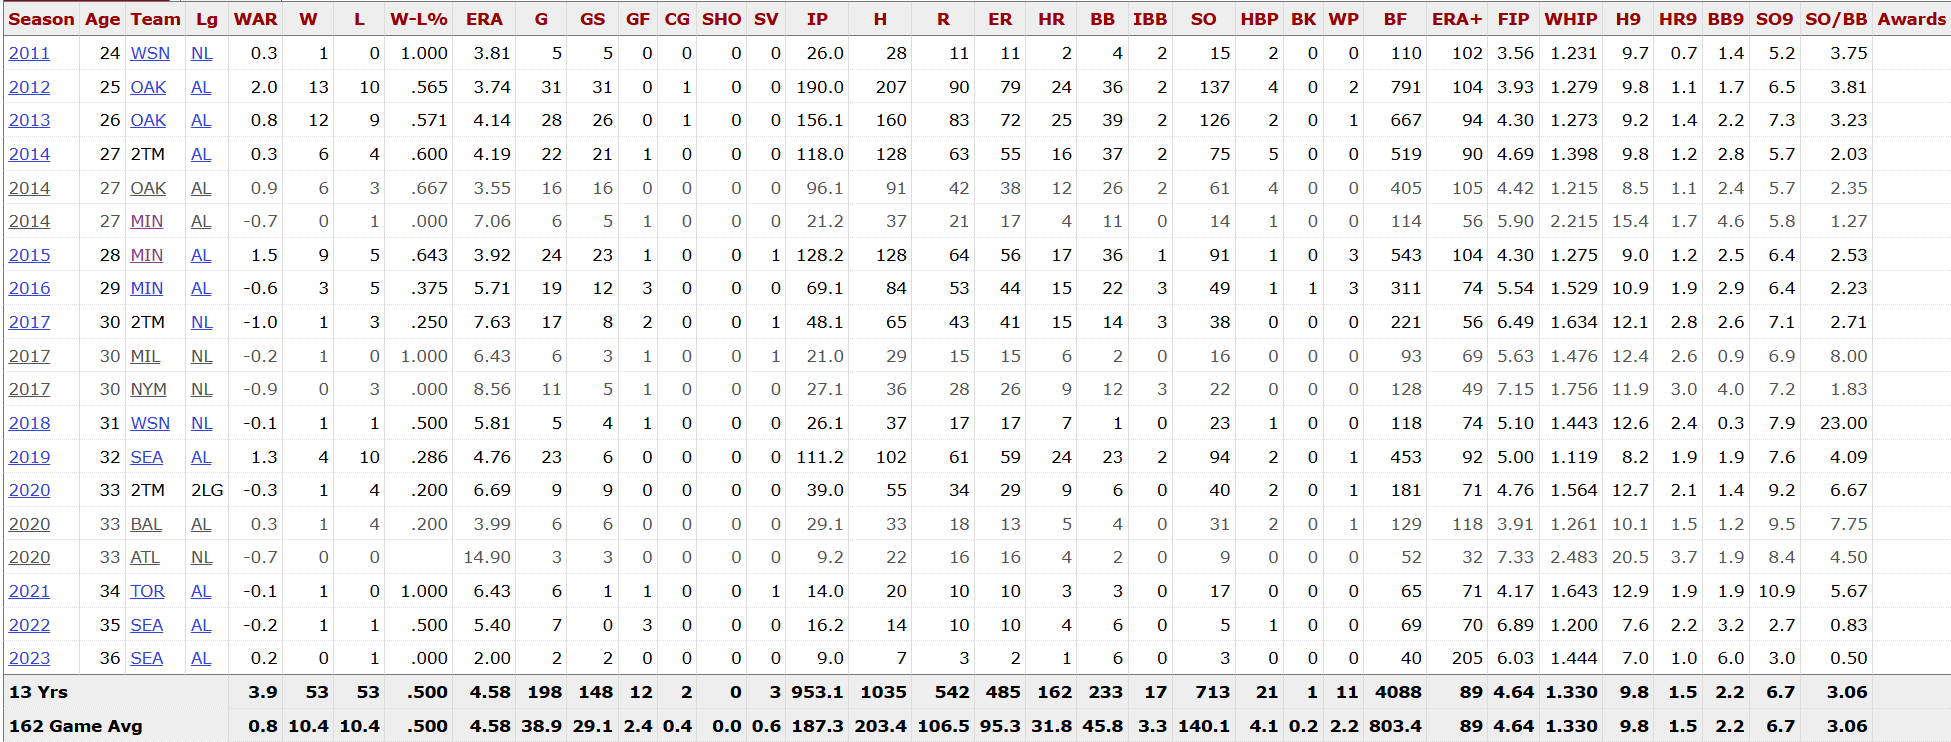 Season Age Team Lg WAR W L W-L% ERA G GS GF CG SHO SV IP H R ER HR BB IBB SO HBP BK WP BF ERA+ FIP WHIP H9 HR9 BB9 SO9 SO/BB Awards
2011 24 WSN NL 0.3 1 0 1.000 3.81 5 5 0 0 0 0 26.0 28 11 11 2 4 2 15 2 0 0 110 102 3.56 1.231 9.7 0.7 1.4 5.2 3.75
2012 25 OAK AL 2.0 13 10 .565 3.74 31 31 0 1 0 0 190.0 207 90 79 24 36 2 137 4 0 2 791 104 3.93 1.279 9.8 1.1 1.7 6.5 3.81
2013 26 OAK AL 0.8 12 9 .571 4.14 28 26 0 1 0 0 156.1 160 83 72 25 39 2 126 2 0 1 667 94 4.30 1.273 9.2 1.4 2.2 7.3 3.23
2014 27 2TM AL 0.3 6 4 .600 4.19 22 21 1 0 0 0 118.0 128 63 55 16 37 2 75 5 0 0 519 90 4.69 1.398 9.8 1.2 2.8 5.7 2.03
2014 27 OAK AL 0.9 6 3 .667 3.55 16 16 0 0 0 0 96.1 91 42 38 12 26 2 61 4 0 0 405 105 4.42 1.215 8.5 1.1 2.4 5.7 2.35
2014 27 MIN AL -0.7 0 1 .000 7.06 6 5 1 0 0 0 21.2 37 21 17 4 11 0 14 1 0 0 114 56 5.90 2.215 15.4 1.7 4.6 5.8 1.27
2015 28 MIN AL 1.5 9 5 .643 3.92 24 23 1 0 0 1 128.2 128 64 56 17 36 1 91 1 0 3 543 104 4.30 1.275 9.0 1.2 2.5 6.4 2.53
2016 29 MIN AL -0.6 3 5 .375 5.71 19 12 3 0 0 0 69.1 84 53 44 15 22 3 49 1 1 3 311 74 5.54 1.529 10.9 1.9 2.9 6.4 2.23
2017 30 2TM NL -1.0 1 3 .250 7.63 17 8 2 0 0 1 48.1 65 43 41 15 14 3 38 0 0 0 221 56 6.49 1.634 12.1 2.8 2.6 7.1 2.71
2017 30 MIL NL -0.2 1 0 1.000 6.43 6 3 1 0 0 1 21.0 29 15 15 6 2 0 16 0 0 0 93 69 5.63 1.476 12.4 2.6 0.9 6.9 8.00
2017 30 NYM NL -0.9 0 3 .000 8.56 11 5 1 0 0 0 27.1 36 28 26 9 12 3 22 0 0 0 128 49 7.15 1.756 11.9 3.0 4.0 7.2 1.83
2018 31 WSN NL -0.1 1 1 .500 5.81 5 4 1 0 0 0 26.1 37 17 17 7 1 0 23 1 0 0 118 74 5.10 1.443 12.6 2.4 0.3 7.9 23.00
2019 32 SEA AL 1.3 4 10 .286 4.76 23 6 0 0 0 0 111.2 102 61 59 24 23 2 94 2 0 1 453 92 5.00 1.119 8.2 1.9 1.9 7.6 4.09
2020 33 2TM 2LG -0.3 1 4 .200 6.69 9 9 0 0 0 0 39.0 55 34 29 9 6 0 40 2 0 1 181 71 4.76 1.564 12.7 2.1 1.4 9.2 6.67
2020 33 BAL AL 0.3 1 4 .200 3.99 6 6 0 0 0 0 29.1 33 18 13 5 4 0 31 2 0 1 129 118 3.91 1.261 10.1 1.5 1.2 9.5 7.75
2020 33 ATL NL -0.7 0 0 14.90 3 3 0 0 0 0 9.2 22 16 16 4 2 0 9 0 0 0 52 32 7.33 2.483 20.5 3.7 1.9 8.4 4.50
2021 34 TOR AL -0.1 1 0 1.000 6.43 6 1 1 0 0 1 14.0 20 10 10 3 3 0 17 0 0 0 65 71 4.17 1.643 12.9 1.9 1.9 10.9 5.67
2022 35 SEA AL -0.2 1 1 .500 5.40 7 0 3 0 0 0 16.2 14 10 10 4 6 0 5 1 0 0 69 70 6.89 1.200 7.6 2.2 3.2 2.7 0.83
2023 36 SEA AL 0.2 0 1 .000 2.00 2 2 0 0 0 0 9.0 7 3 2 1 6 0 3 0 0 0 40 205 6.03 1.444 7.0 1.0 6.0 3.0 0.50
13 Yrs 3.9 53 53 .500 4.58 198 148 12 2 0 3 953.1 1035 542 485 162 233 17 713 21 1 11 4088 89 4.64 1.330 9.8 1.5 2.2 6.7 3.06
162 Game Avg 0.8 10.4 10.4 .500 4.58 38.9 29.1 2.4 0.4 0.0 0.6 187.3 203.4 106.5 95.3 31.8 45.8 3.3 140.1 4.1 0.2 2.2 803.4 89 4.64 1.330 9.8 1.5 2.2 6.7 3.06